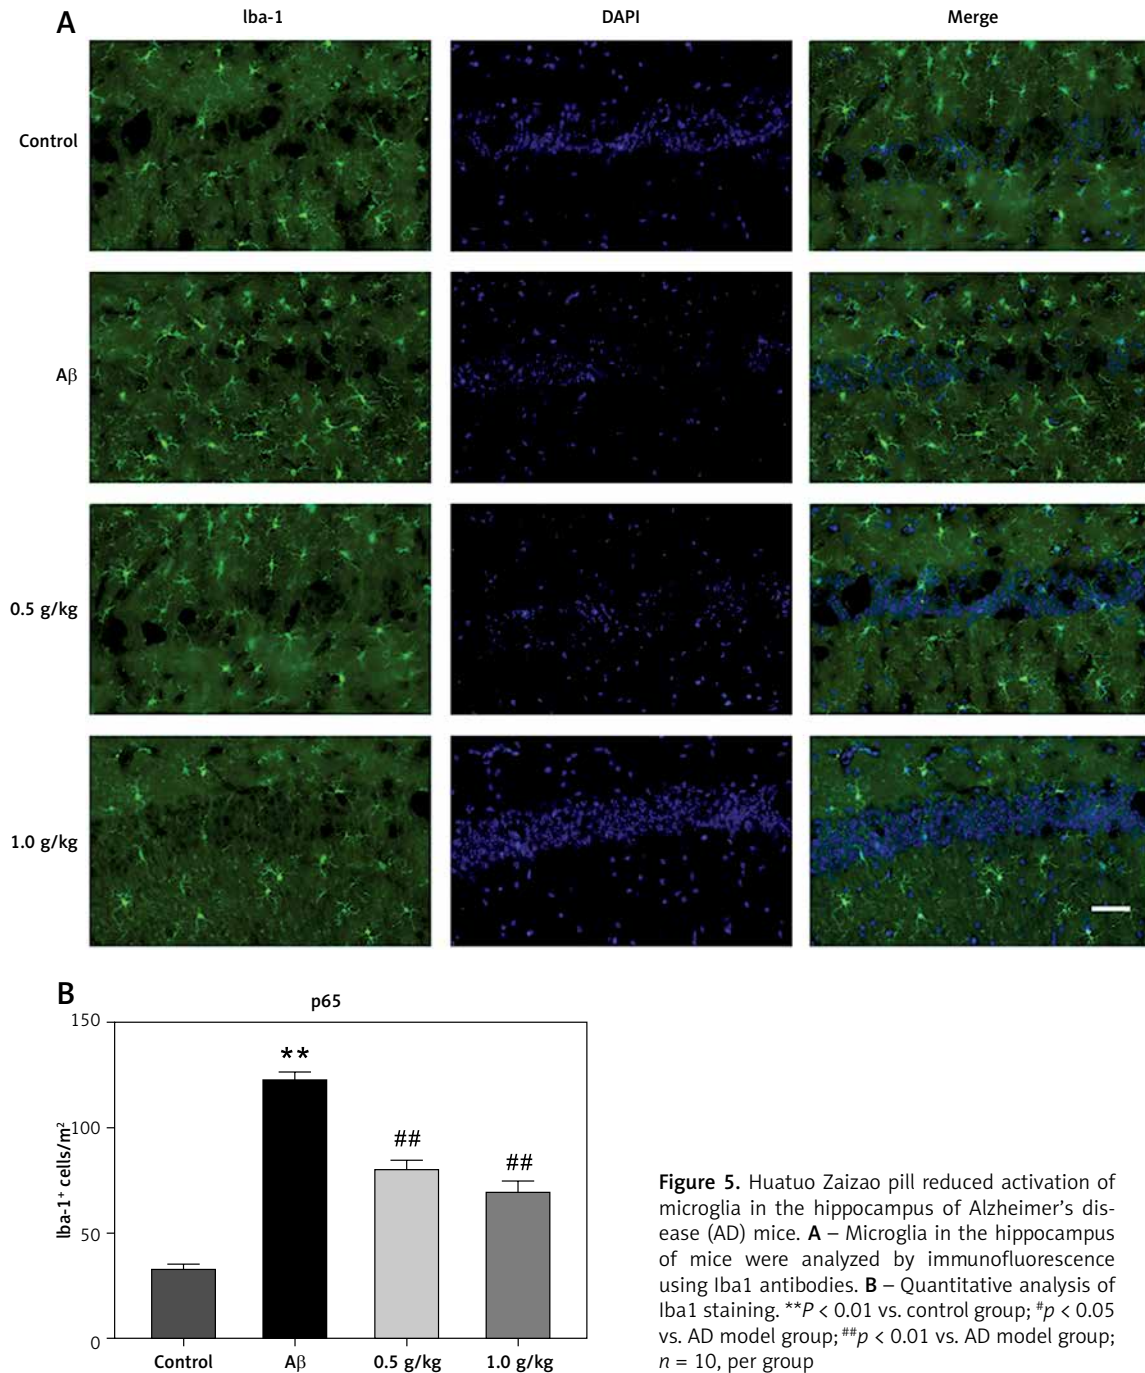 A
Iba-1 DAPI Merge
Control
Aβ
0.5 g/kg
1.0 g/kg
B
p65
Iba-1⁺ cells/m²
150
100
50
0
**
##
##
Control Aβ 0.5 g/kg 1.0 g/kg
Figure 5. Huatuo Zaizao pill reduced activation of
microglia in the hippocampus of Alzheimer's dis-
ease (AD) mice. A – Microglia in the hippocampus
of mice were analyzed by immunofluorescence
using Iba1 antibodies. B – Quantitative analysis of
Iba1 staining. **P < 0.01 vs. control group; #p < 0.05
vs. AD model group; ##p < 0.01 vs. AD model group;
n = 10, per group